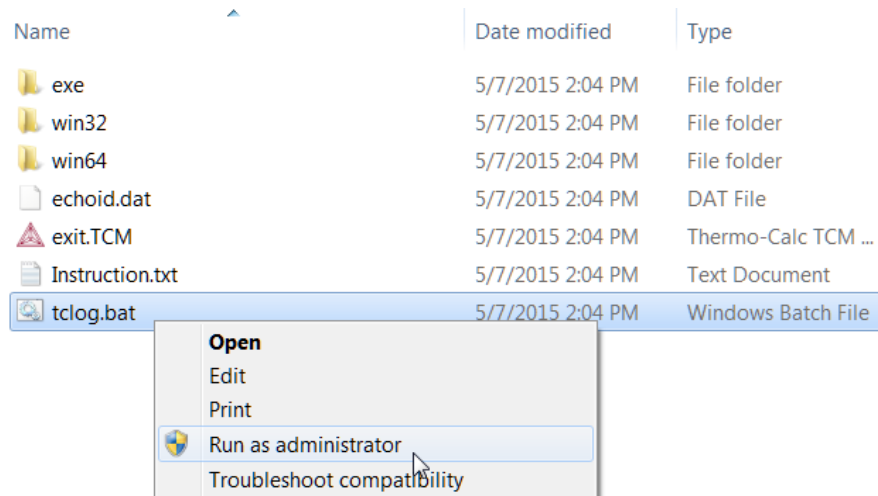 Name Date modified Type
exe 5/7/2015 2:04 PM File folder
win32 5/7/2015 2:04 PM File folder
win64 5/7/2015 2:04 PM File folder
echoid.dat 5/7/2015 2:04 PM DAT File
exit.TCM 5/7/2015 2:04 PM Thermo-Calc TCM ...
Instruction.txt 5/7/2015 2:04 PM Text Document
tclog.bat 5/7/2015 2:04 PM Windows Batch File
Open
Edit
Print
Run as administrator
Troubleshoot compatibility